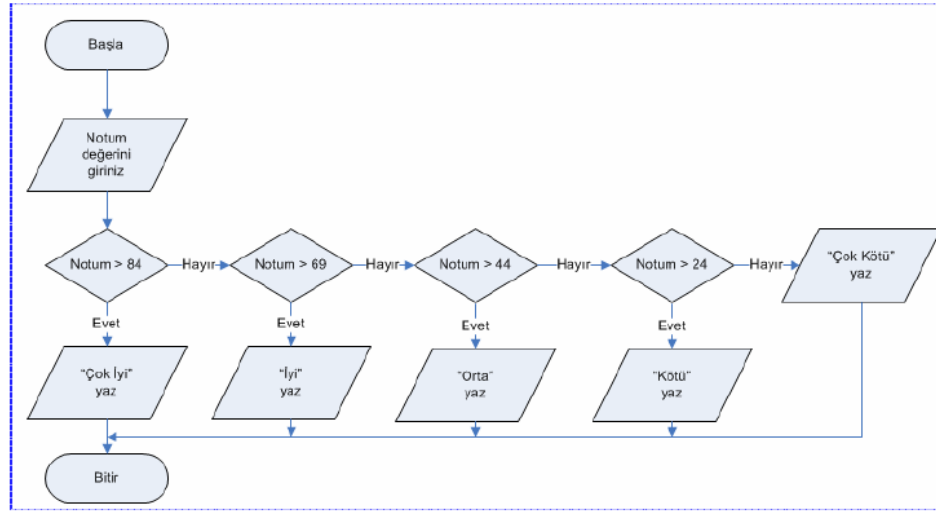 Başla
Notum
değerini
giriniz
Notum > 84
Hayır
Notum > 69
Hayır
Notum > 44
Hayır
Notum > 24
Hayır
"Çok Kötü"
yaz
Evet
Evet
Evet
Evet
"Çok İyi"
yaz
"İyi"
yaz
"Orta"
yaz
"Kötü"
yaz
Bitir